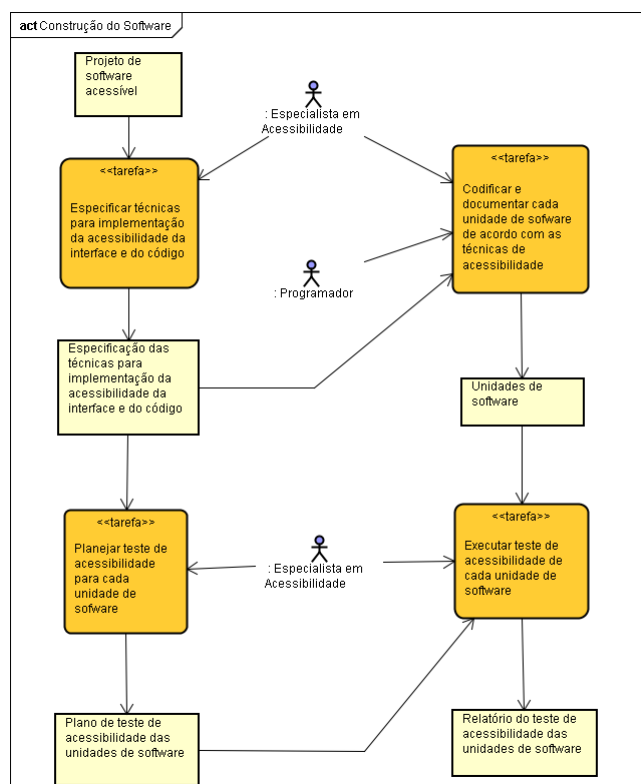 act Construção do Software
Projeto de
software
acessível
: Especialista em
Acessibilidade
<<tarefa>>
Especificar técnicas
para implementação
da acessibilidade da
interface e do código
<<tarefa>>
Codificar e
documentar cada
unidade de sofware
de acordo com as
técnicas de
acessibilidade
: Programador
Especificação das
técnicas para
implementação da
acessibilidade da
interface e do código
Unidades de
software
<<tarefa>>
Planejar teste de
acessibilidade
para cada
unidade de
sofware
: Especialista em
Acessibilidade
<<tarefa>>
Executar teste de
acessibilidade de
cada unidade de
software
Plano de teste de
acessibilidade das
unidades de software
Relatório do teste de
acessibilidade das
unidades de software